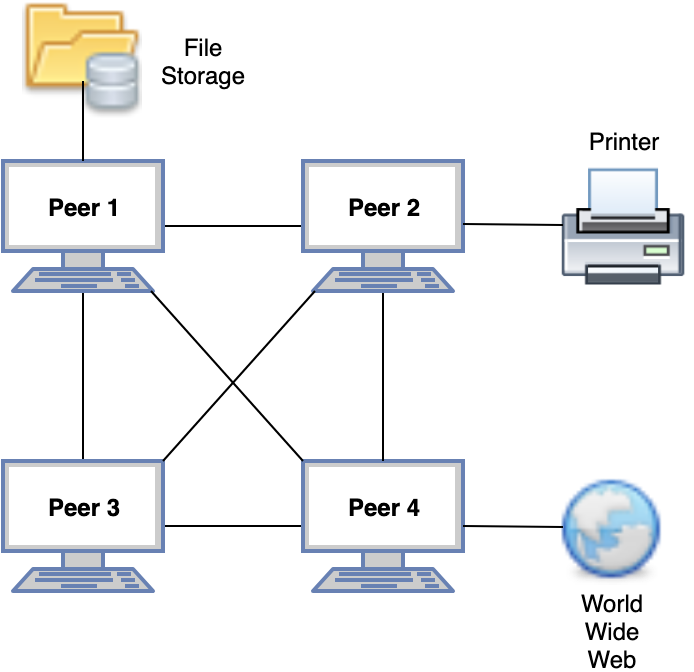 File
Storage
Printer
Peer 1
Peer 2
Peer 3
Peer 4
World
Wide
Web